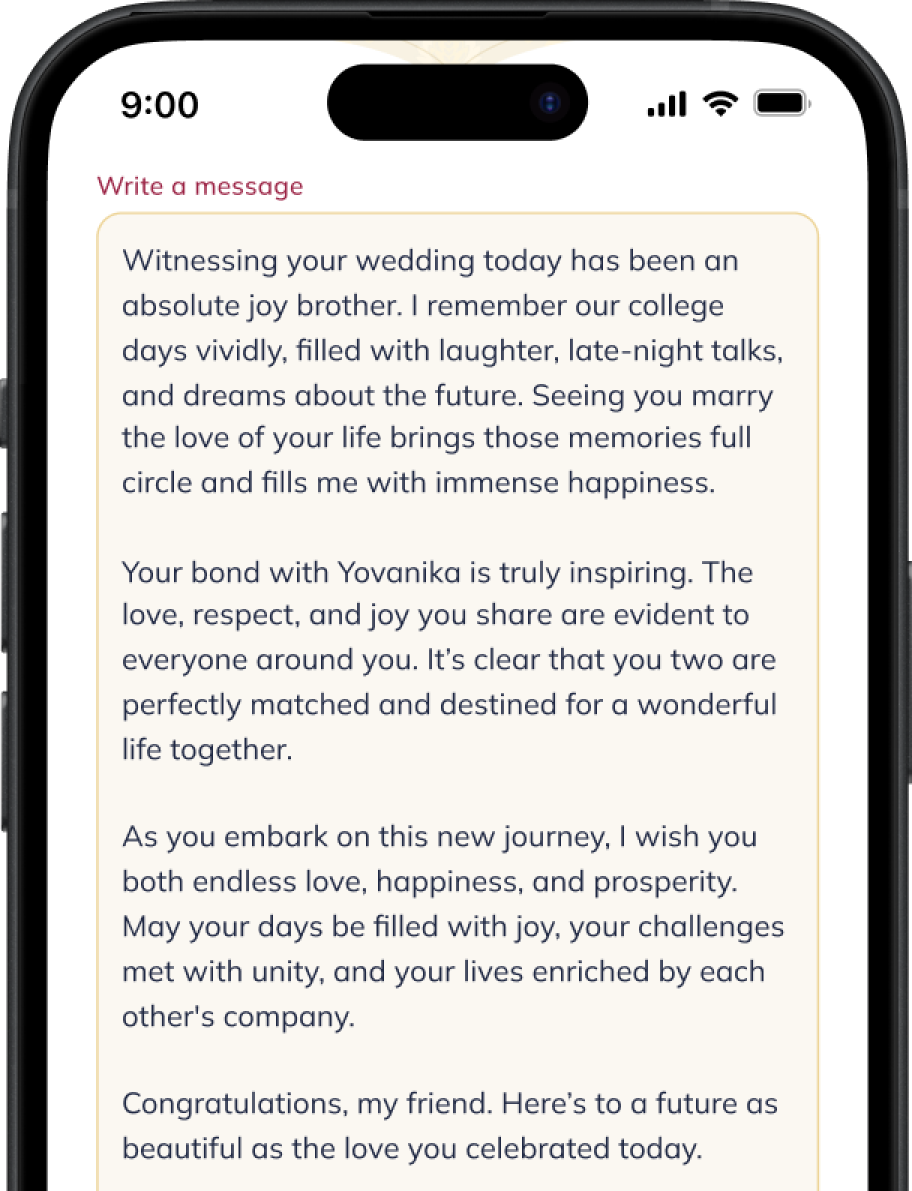 9:00
Write a message
Witnessing your wedding today has been an
absolute joy brother. I remember our college
days vividly, filled with laughter, late-night talks,
and dreams about the future. Seeing you marry
the love of your life brings those memories full
circle and fills me with immense happiness.
Your bond with Yovanika is truly inspiring. The
love, respect, and joy you share are evident to
everyone around you. It’s clear that you two are
perfectly matched and destined for a wonderful
life together.
As you embark on this new journey, I wish you
both endless love, happiness, and prosperity.
May your days be filled with joy, your challenges
met with unity, and your lives enriched by each
other's company.
Congratulations, my friend. Here’s to a future as
beautiful as the love you celebrated today.